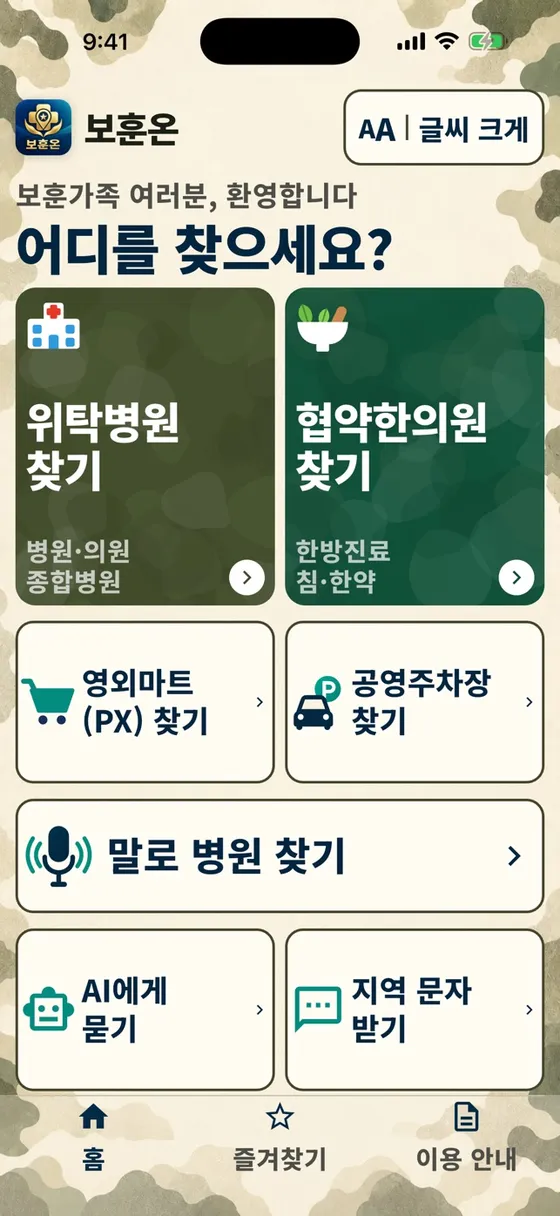 9:41
보훈온
보훈온
AA | 글씨 크게
보훈가족 여러분, 환영합니다
어디를 찾으세요?
위탁병원
찾기
병원·의원
종합병원
협약한의원
찾기
한방진료
침·한약
영외마트
(PX) 찾기
P
공영주차장
찾기
말로 병원 찾기
AI에게
묻기
지역 문자
받기
홈
즐겨찾기
이용 안내